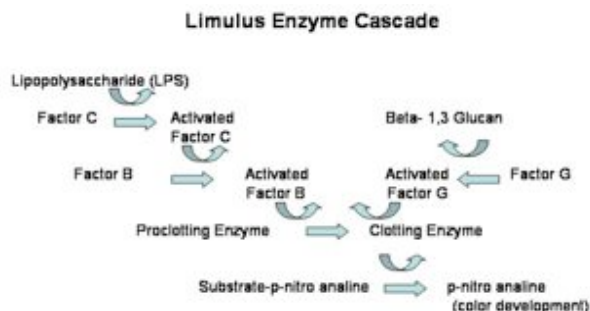 Limulus Enzyme Cascade
Lipopolysaccharide (LPS)
Factor C
Activated
Factor C
Beta- 1,3 Glucan
Factor B
Activated
Factor B
Activated
Factor G
Factor G
Proclotting Enzyme
Clotting Enzyme
Substrate-p-nitro analine
p-nitro analine
(color development)